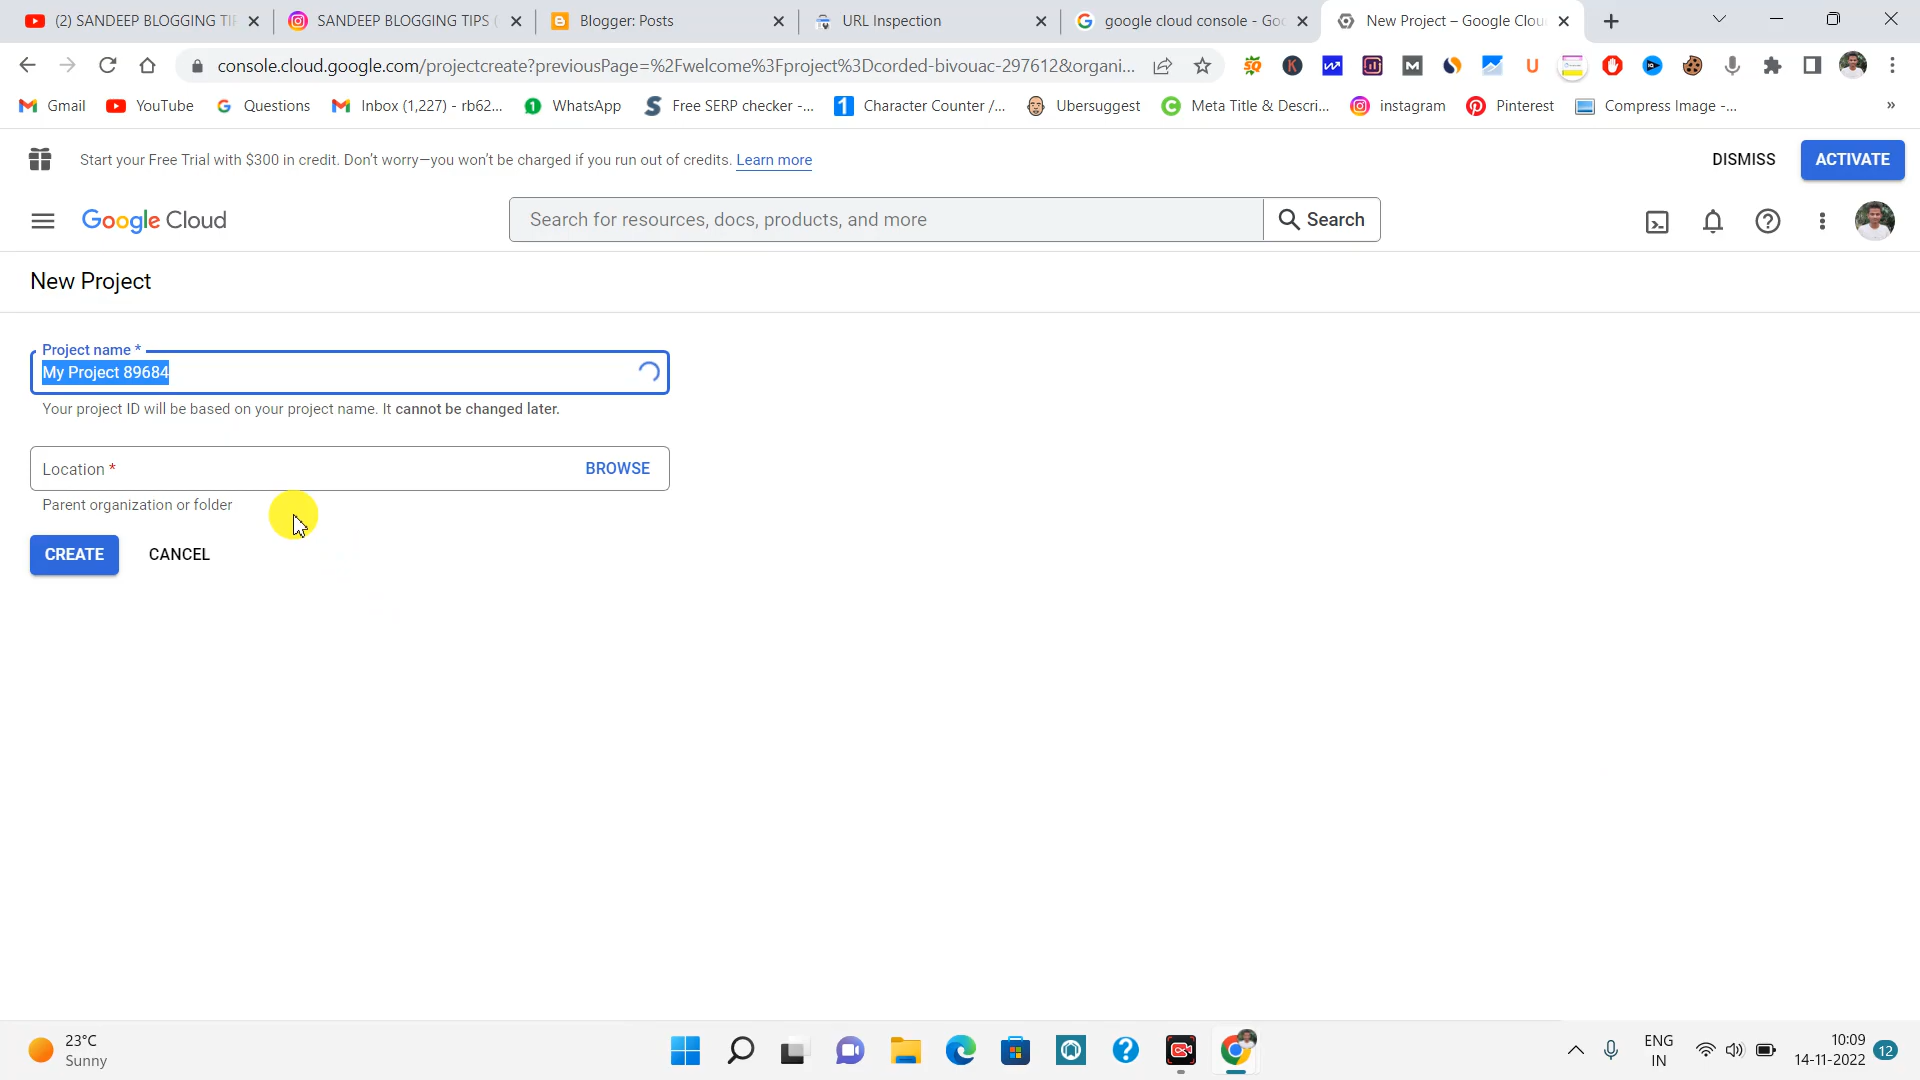 (2) SANDEEP BLOGGING TI
SANDEEP BLOGGING TIPS (
Blogger: Posts
URL Inspection
google cloud console - Goo
New Project – Google Clou
console.cloud.google.com/projectcreate?previousPage=%2Fwelcome%3Fproject%3Dcorded-bivouac-297612&organi...
Gmail
YouTube
Questions
Inbox (1,227) - rb62...
WhatsApp
Free SERP checker -...
Character Counter /...
Ubersuggest
Meta Title & Descri...
instagram
Pinterest
Compress Image -...
»
Start your Free Trial with $300 in credit. Don't worry—you won't be charged if you run out of credits. Learn more
DISMISS
ACTIVATE
Google Cloud
Search for resources, docs, products, and more
Search
New Project
Project name *
My Project 89684
Your project ID will be based on your project name. It cannot be changed later.
Location *
BROWSE
Parent organization or folder
CREATE
CANCEL
23°C
Sunny
ENG
IN
10:09
14-11-2022
12